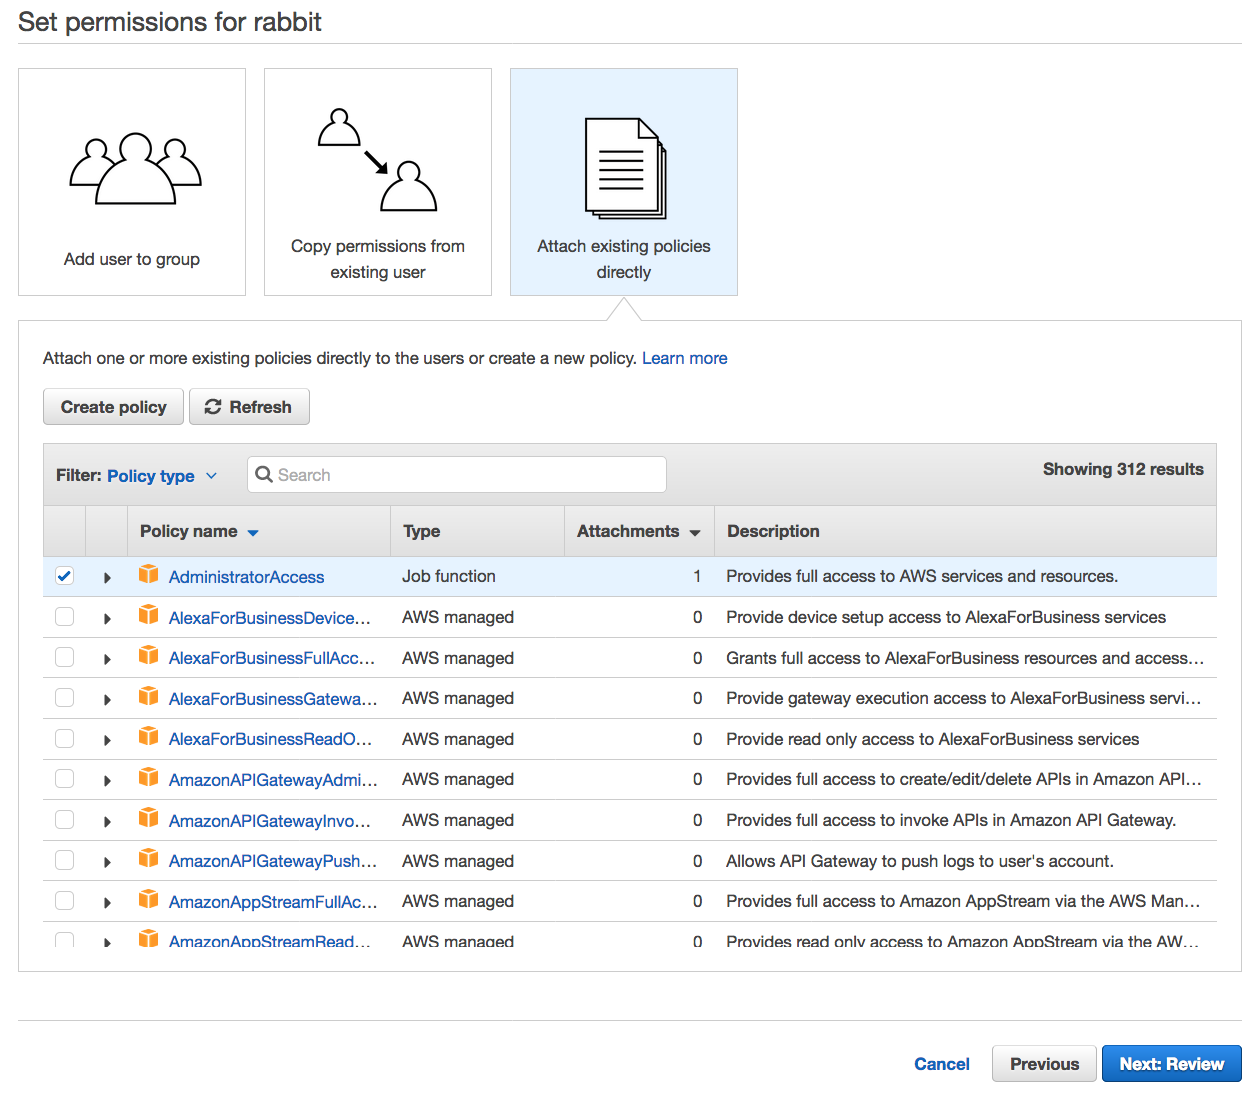 Set permissions for rabbit
Add user to group
Copy permissions from
existing user
Attach existing policies
directly
Attach one or more existing policies directly to the users or create a new policy. Learn more
Create policy Refresh
Filter: Policy type Search Showing 312 results
Policy name Type Attachments Description
AdministratorAccess Job function 1 Provides full access to AWS services and resources.
AlexaForBusinessDevice... AWS managed 0 Provide device setup access to AlexaForBusiness services
AlexaForBusinessFullAcc... AWS managed 0 Grants full access to AlexaForBusiness resources and access...
AlexaForBusinessGatewa... AWS managed 0 Provide gateway execution access to AlexaForBusiness servi...
AlexaForBusinessReadO... AWS managed 0 Provide read only access to AlexaForBusiness services
AmazonAPIGatewayAdmi... AWS managed 0 Provides full access to create/edit/delete APIs in Amazon API...
AmazonAPIGatewayInvo... AWS managed 0 Provides full access to invoke APIs in Amazon API Gateway.
AmazonAPIGatewayPush... AWS managed 0 Allows API Gateway to push logs to user's account.
AmazonAppStreamFullAc... AWS managed 0 Provides full access to Amazon AppStream via the AWS Man...
AmazonAppStreamRead... AWS managed 0 Provides read only access to Amazon AppStream via the AW...
Cancel Previous Next: Review